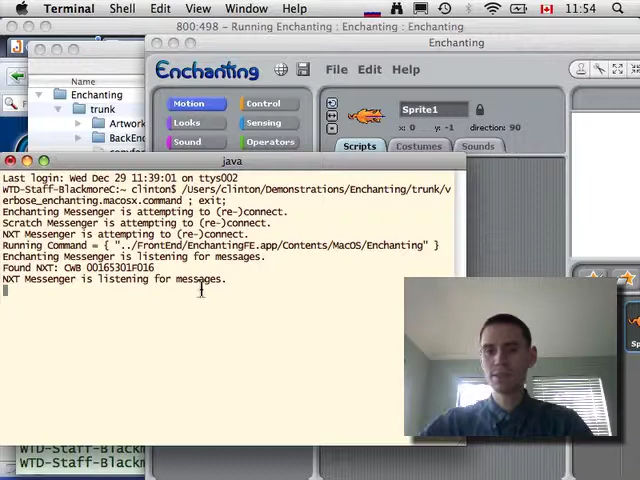 Terminal Shell Edit View Window Help 11:54
800:498 - Running Enchanting : Enchanting : Enchanting
Enchanting
Name
Enchanting
trunk
Artwork
BackEnd
Enchanting File Edit Help
Motion Control
Looks Sensing
Sound Operators
Sprite1
x: 0 y: -1 direction: 90
Scripts Costumes Sounds
java
Last login: Wed Dec 29 11:39:01 on ttys002
WTD-Staff-BlackmoreC:~ clinton$ /Users/clinton/Demonstrations/Enchanting/trunk/v
erbose_enchanting.macosx.command ; exit;
Enchanting Messenger is attempting to (re-)connect.
Scratch Messenger is attempting to (re-)connect.
NXT Messenger is attempting to (re-)connect.
Running Command = { "../FrontEnd/EnchantingFE.app/Contents/MacOS/Enchanting" }
Enchanting Messenger is listening for messages.
Found NXT: CWB 00165301F016
NXT Messenger is listening for messages.
WTD-Staff-Blackm
WTD-Staff-Blackm